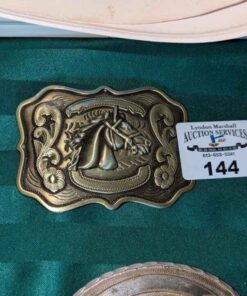 Lyndon Marshall
AUCTION SERVICES
144